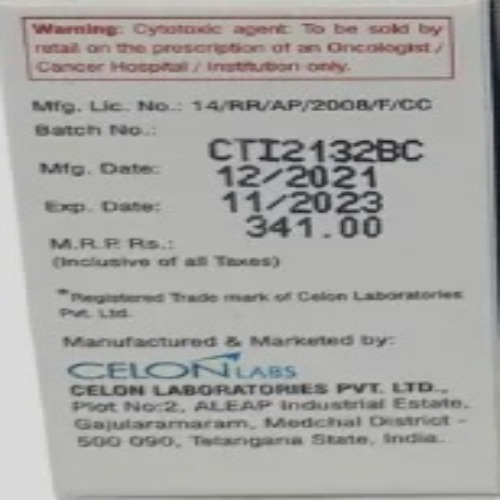 Warning: Cytotoxic agent: To be sold by
retail on the prescription of an Oncologist /
Cancer Hospital / Institution only.
Mfg. Lic. No.: 14/RR/AP/2008/F/CC
Batch No.:
CTI2132BC
Mfg. Date: 12/2021
Exp. Date: 11/2023
M.R.P. Rs.: 341.00
(Inclusive of all Taxes)
*Registered Trade mark of Celon Laboratories
Pvt. Ltd.
Manufactured & Marketed by:
CELON LABS
CELON LABORATORIES PVT. LTD.,
Plot No:2, ALEAP Industrial Estate,
Gajularamaram, Medchal District -
500 090, Telangana State, India.